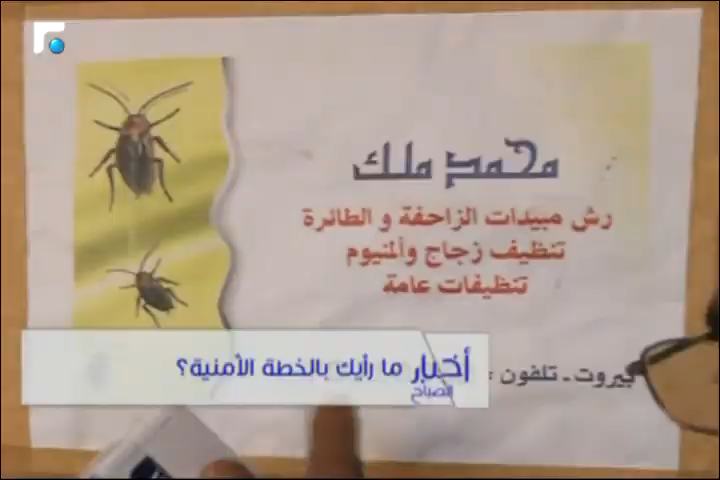 محمد ملك
رش مبيدات الزاحفة و الطائرة
تنظيف زجاج وألمنيوم
تنظيفات عامة
بيروت - تلفون :
أخبار الصباح
ما رأيك بالخطة الأمنية؟